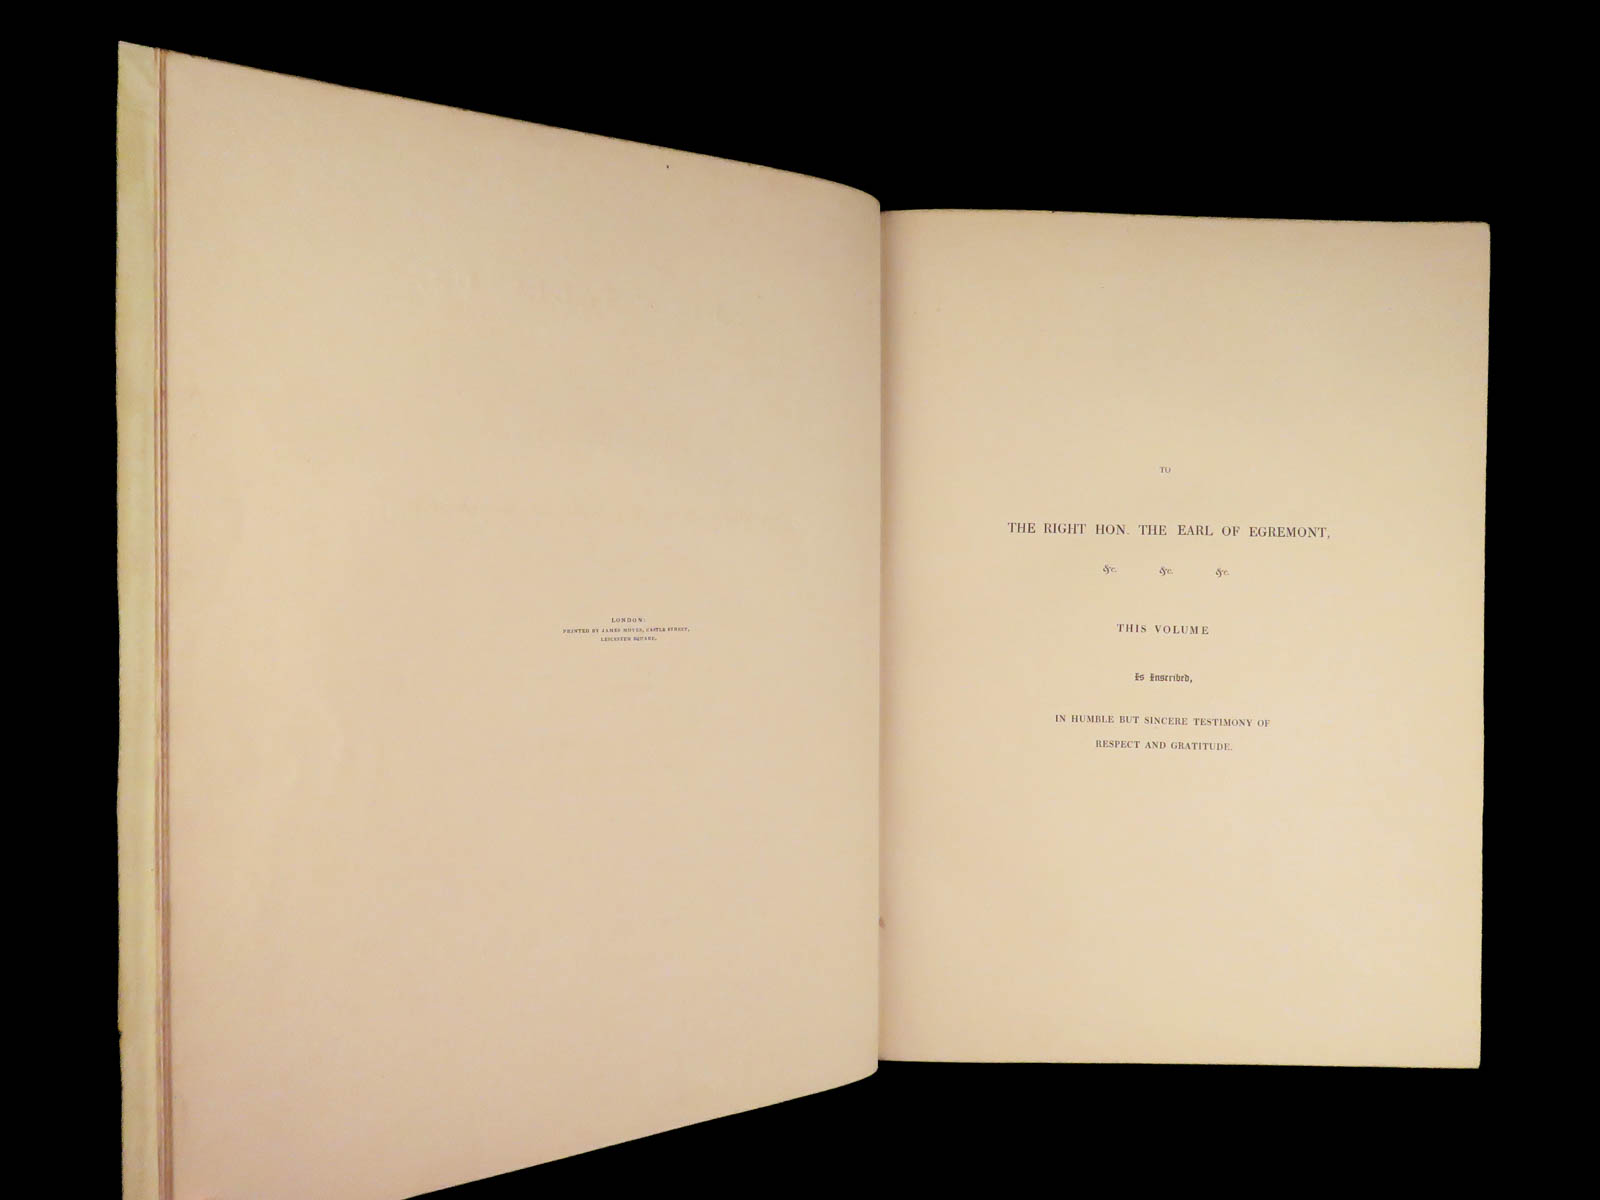 LONDON:
PRINTED BY JAMES MOYES, CASTLE STREET,
LEICESTER SQUARE.
TO
THE RIGHT HON. THE EARL OF EGREMONT,
&c. &c. &c.
THIS VOLUME
Is Inscribed,
IN HUMBLE BUT SINCERE TESTIMONY OF
RESPECT AND GRATITUDE.